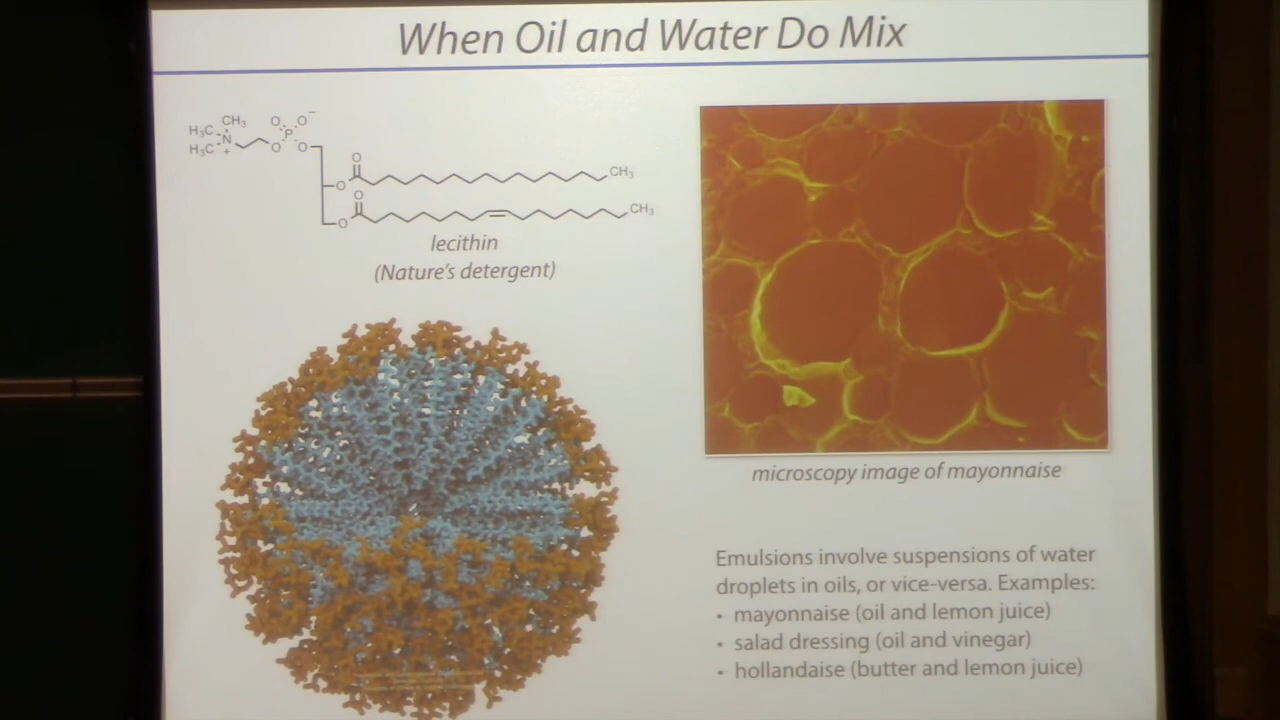 When Oil and Water Do Mix
CH₃
H₃C
N
+
H₃C
O
O⁻
P
O
O
O
O
CH₃
O
O
CH₃
lecithin
(Nature's detergent)
microscopy image of mayonnaise
Emulsions involve suspensions of water
droplets in oils, or vice-versa. Examples:
• mayonnaise (oil and lemon juice)
• salad dressing (oil and vinegar)
• hollandaise (butter and lemon juice)